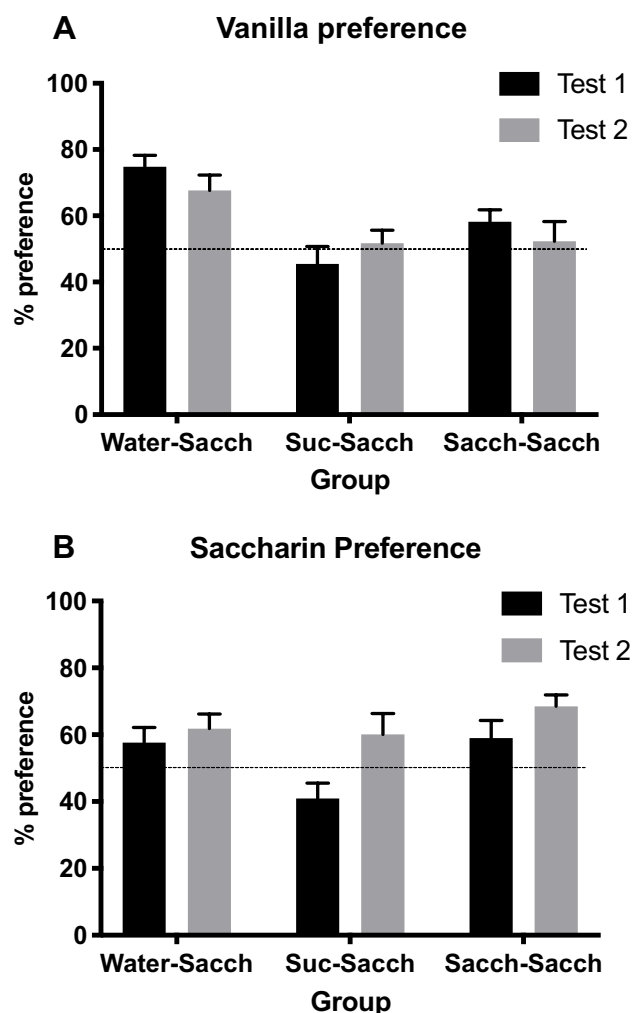 A Vanilla preference
Test 1
Test 2
% preference
100
80
60
40
20
0
Water-Sacch Suc-Sacch Sacch-Sacch
Group
B Saccharin Preference
Test 1
Test 2
% preference
100
80
60
40
20
0
Water-Sacch Suc-Sacch Sacch-Sacch
Group